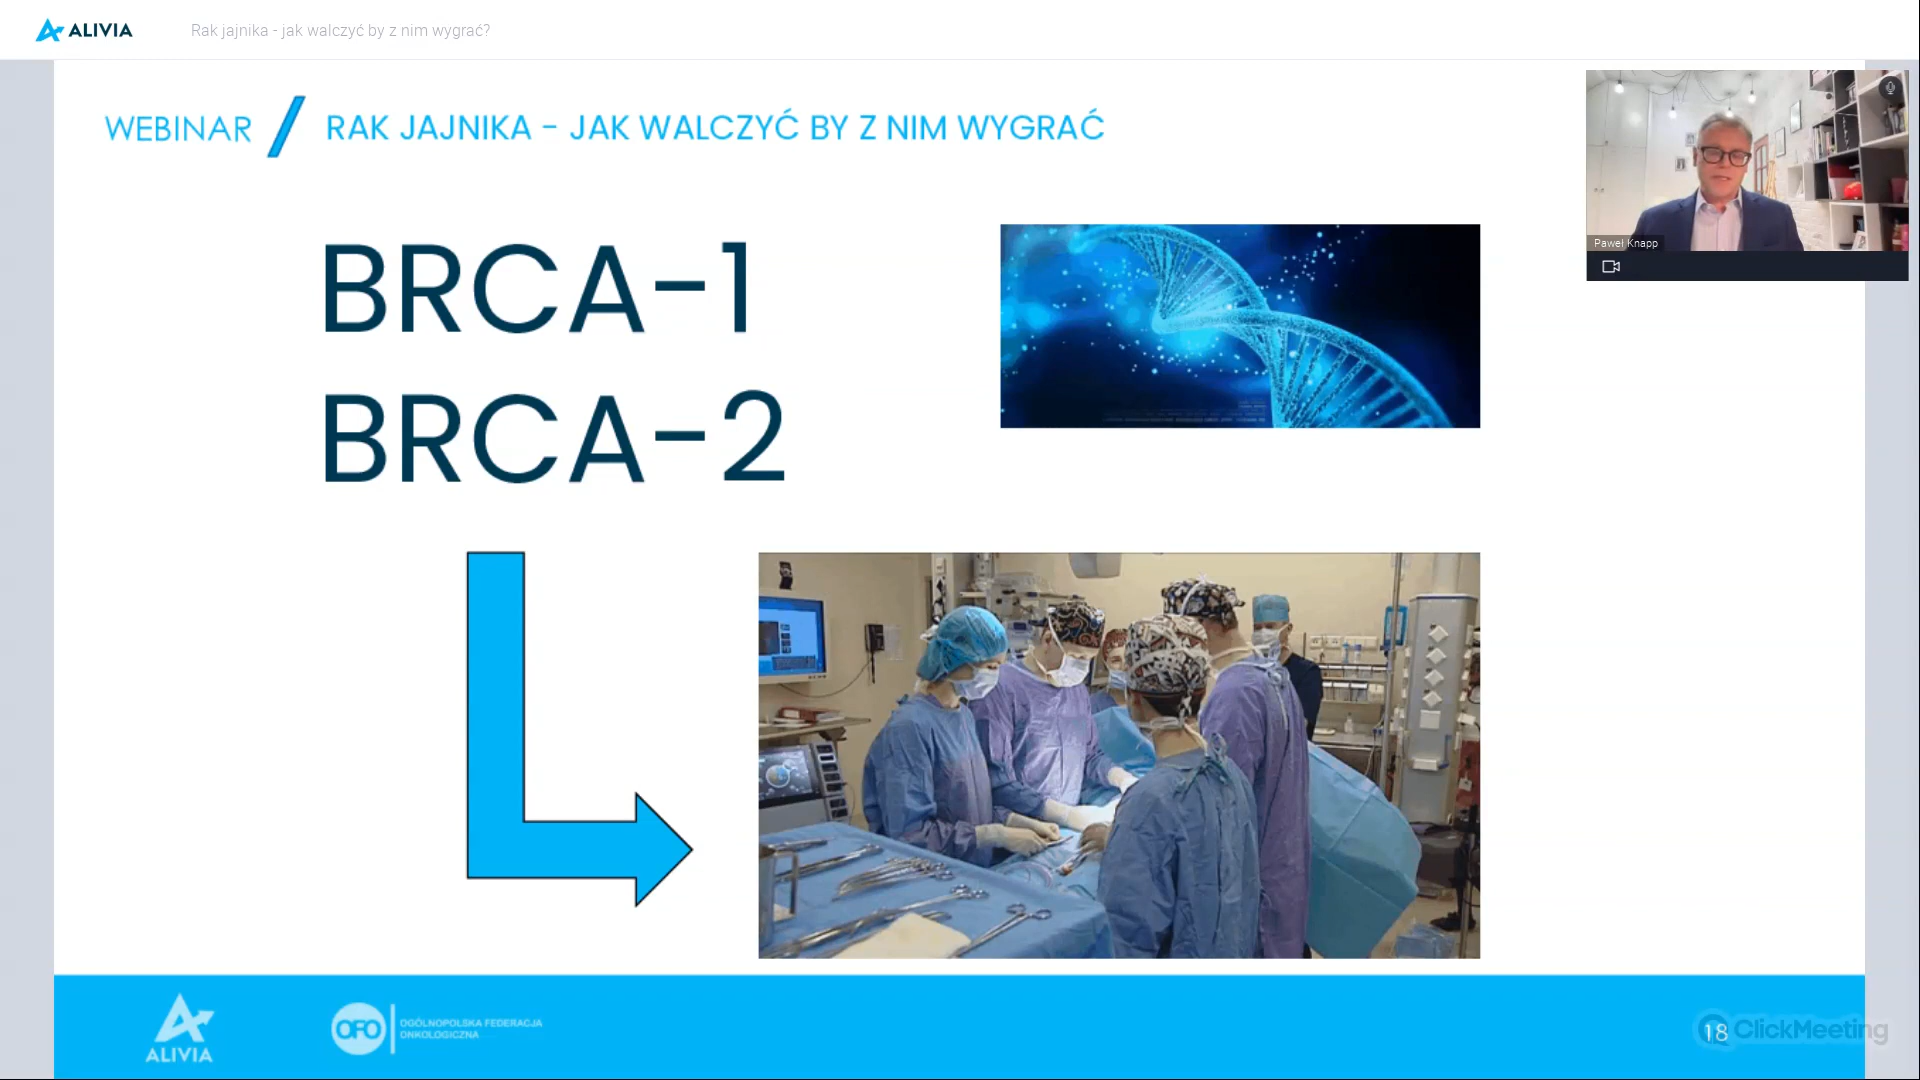 ALIVIA
Rak jajnika - jak walczyć by z nim wygrać?
WEBINAR / RAK JAJNIKA - JAK WALCZYĆ BY Z NIM WYGRAĆ
Paweł Knapp
BRCA-1
BRCA-2
ALIVIA
OFO
OGÓLNOPOLSKA FEDERACJA
ONKOLOGICZNA
18
ClickMeeting